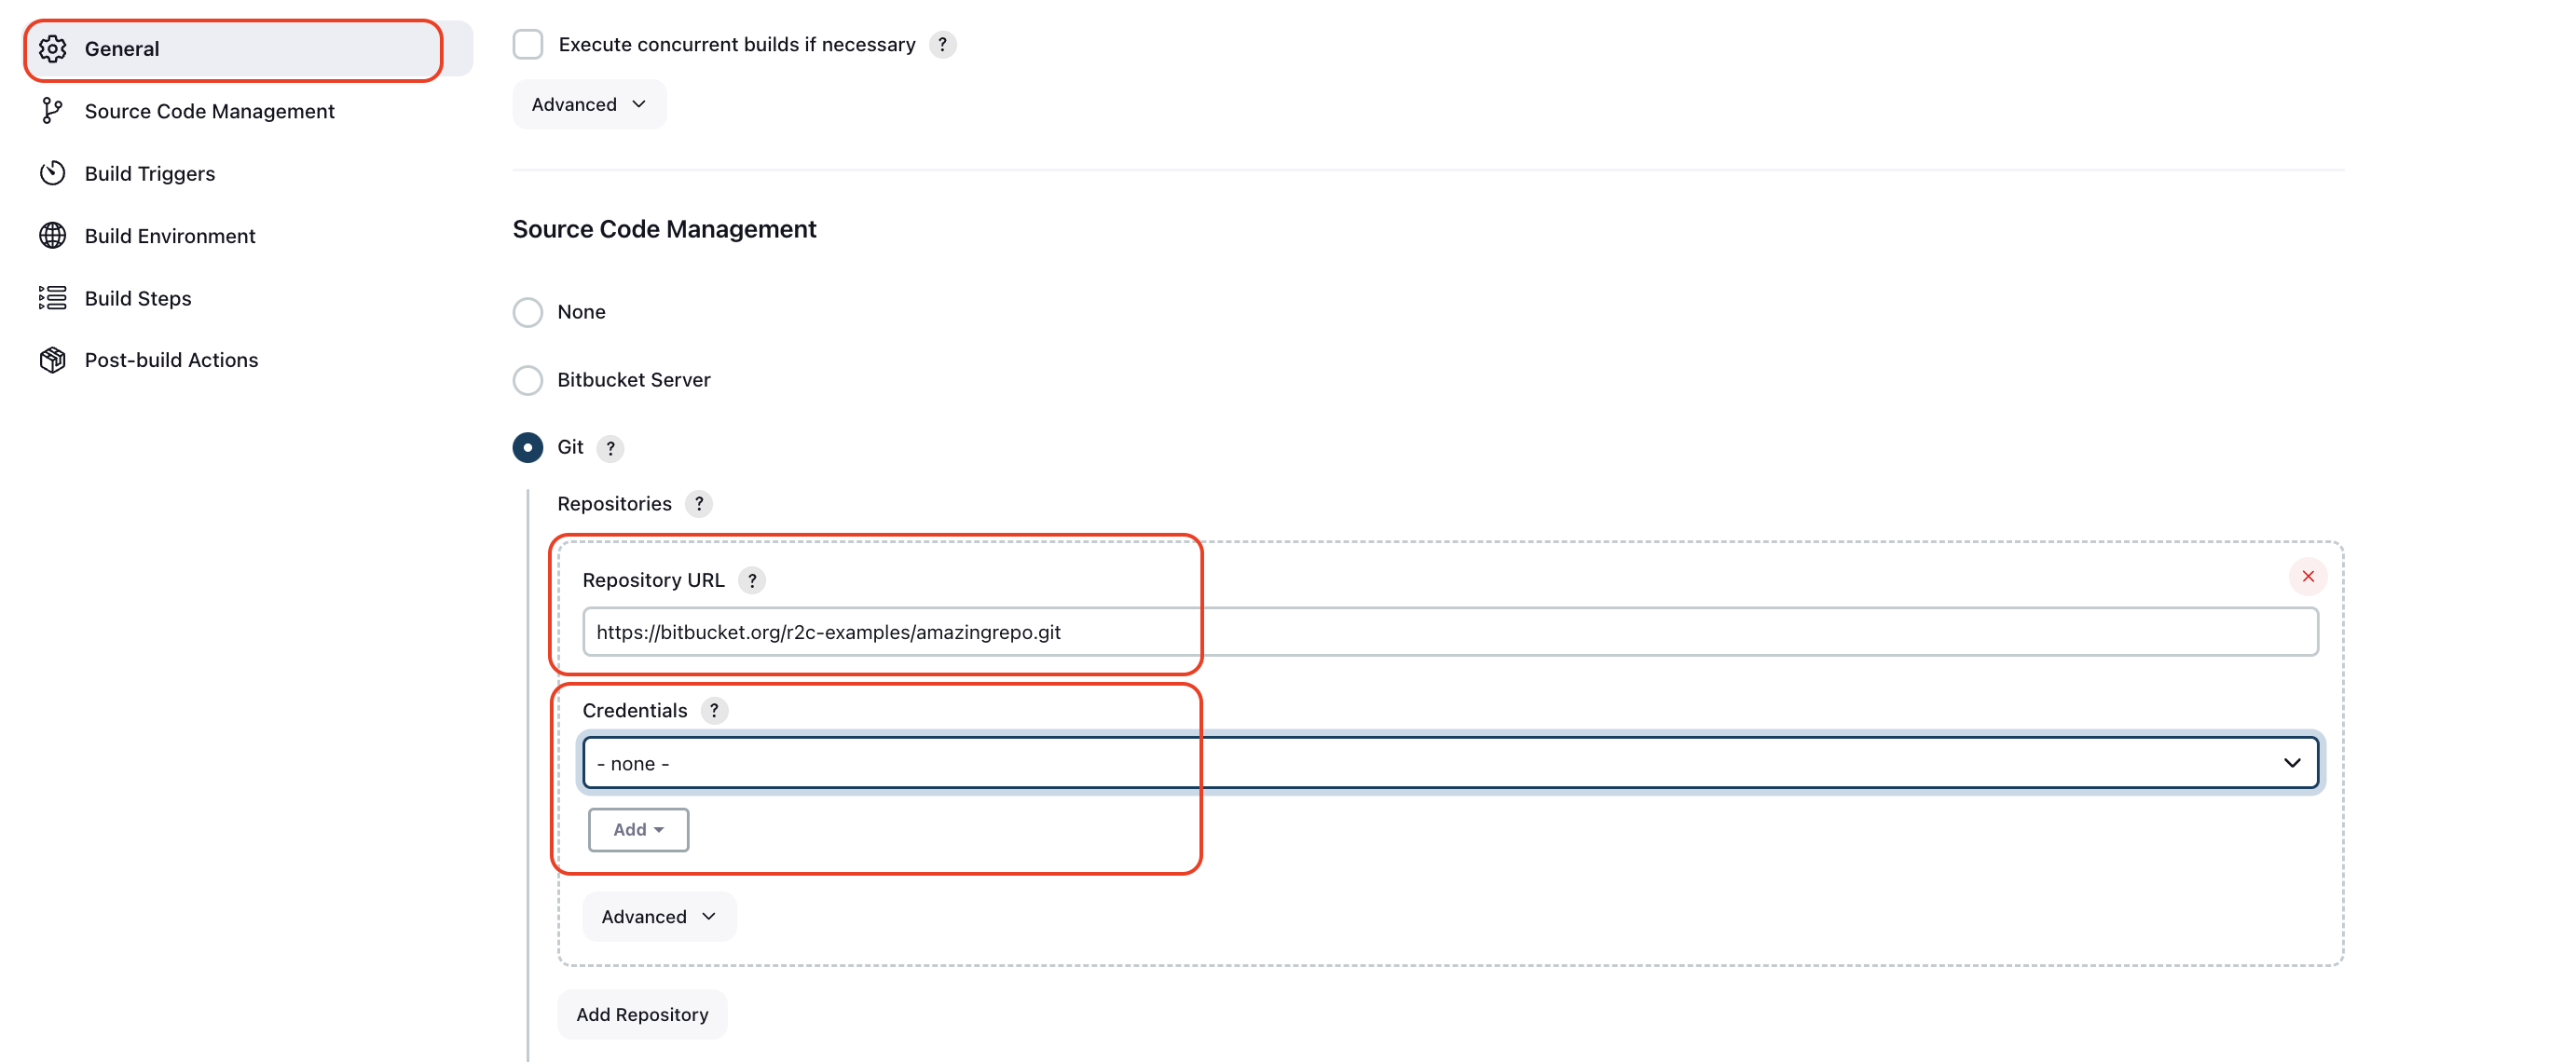 General
Source Code Management
Build Triggers
Build Environment
Build Steps
Post-build Actions
Execute concurrent builds if necessary ?
Advanced
Source Code Management
None
Bitbucket Server
Git ?
Repositories ?
Repository URL ?
https://bitbucket.org/r2c-examples/amazingrepo.git
Credentials ?
- none -
Add
Advanced
Add Repository